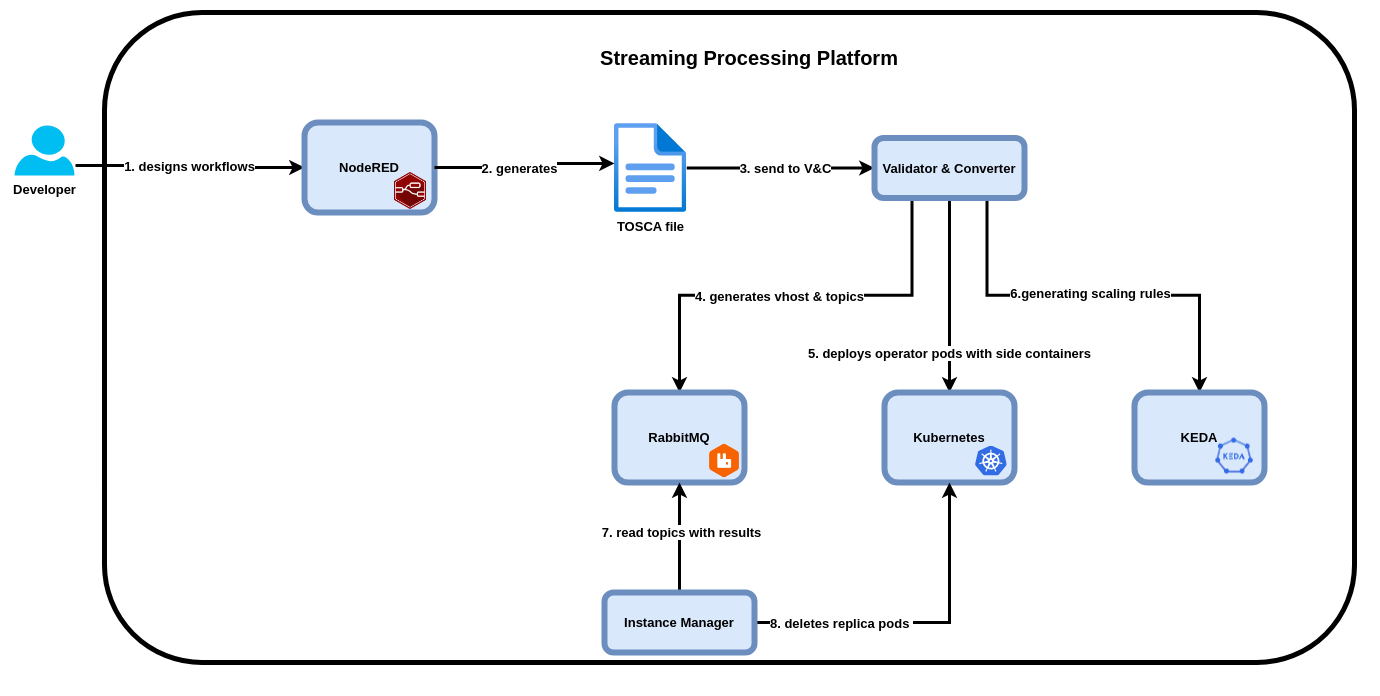 Streaming Processing Platform
Developer
1. designs workflows
NodeRED
2. generates
TOSCA file
3. send to V&C
Validator & Converter
4. generates vhost & topics
6.generating scaling rules
5. deploys operator pods with side containers
RabbitMQ
Kubernetes
KEDA
KEDA
7. read topics with results
Instance Manager
8. deletes replica pods